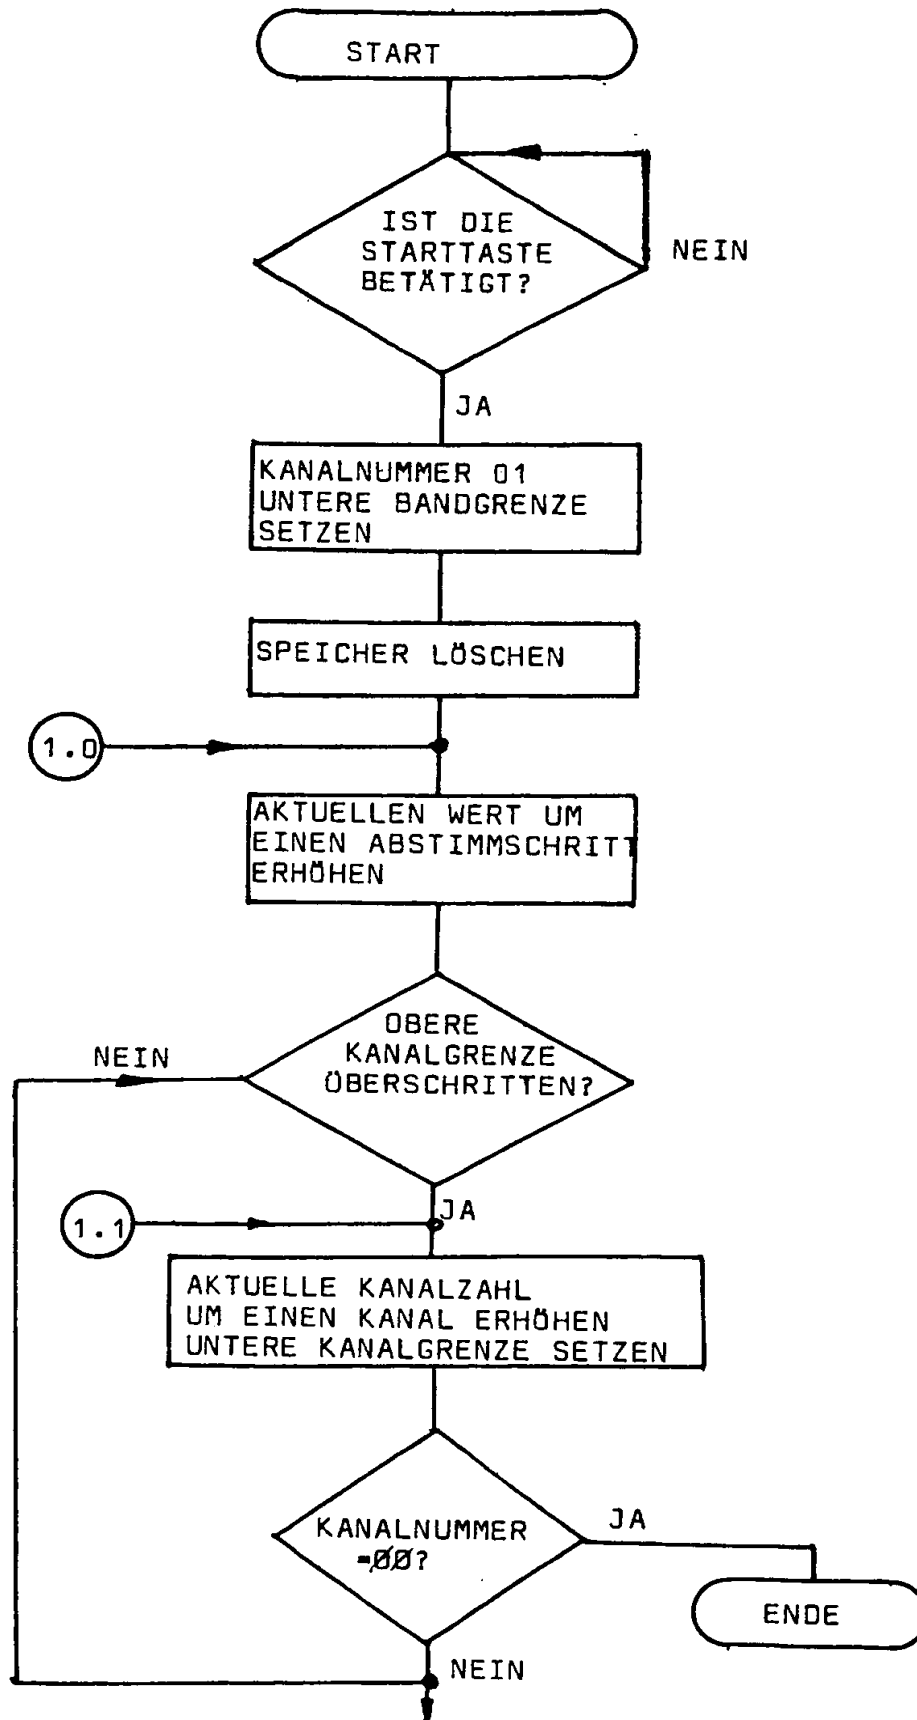 START
IST DIE
STARTTASTE
BETÄTIGT?
NEIN
JA
KANALNUMMER 01
UNTERE BANDGRENZE
SETZEN
SPEICHER LÖSCHEN
1.0
AKTUELLEN WERT UM
EINEN ABSTIMMSCHRITT
ERHÖHEN
OBERE
KANALGRENZE
ÜBERSCHRITTEN?
NEIN
JA
1.1
AKTUELLE KANALZAHL
UM EINEN KANAL ERHÖHEN
UNTERE KANALGRENZE SETZEN
KANALNUMMER
=ØØ?
JA
ENDE
NEIN